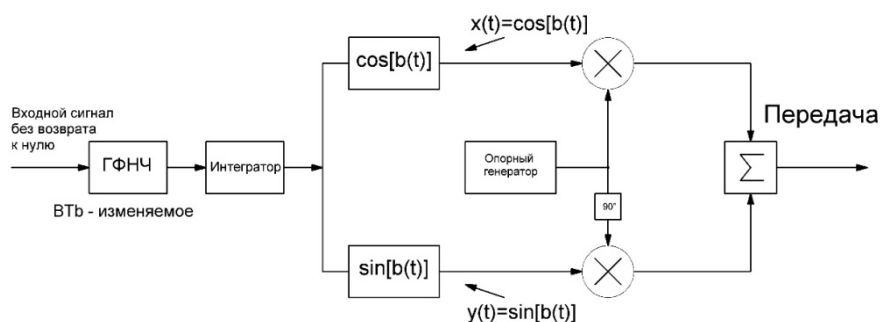 x(t)=cos[b(t)]
cos[b(t)]
Входной сигнал
без возврата
к нулю
Передача
ГФНЧ
Интегратор
Опорный
генератор
∑
BTb - изменяемое
90°
sin[b(t)]
y(t)=sin[b(t)]